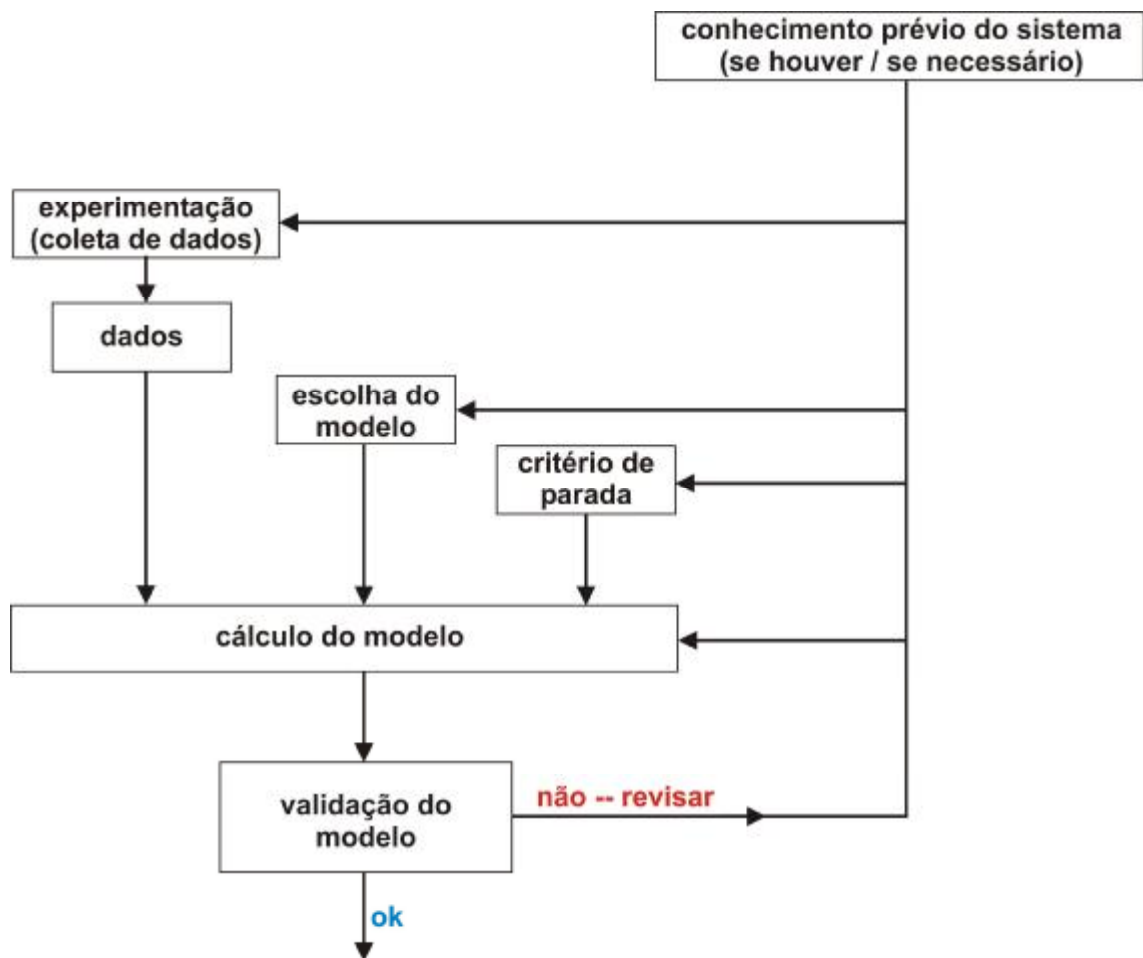 conhecimento prévio do sistema
(se houver / se necessário)
experimentação
(coleta de dados)
dados
escolha do
modelo
critério de
parada
cálculo do modelo
validação do
modelo
não -- revisar
ok